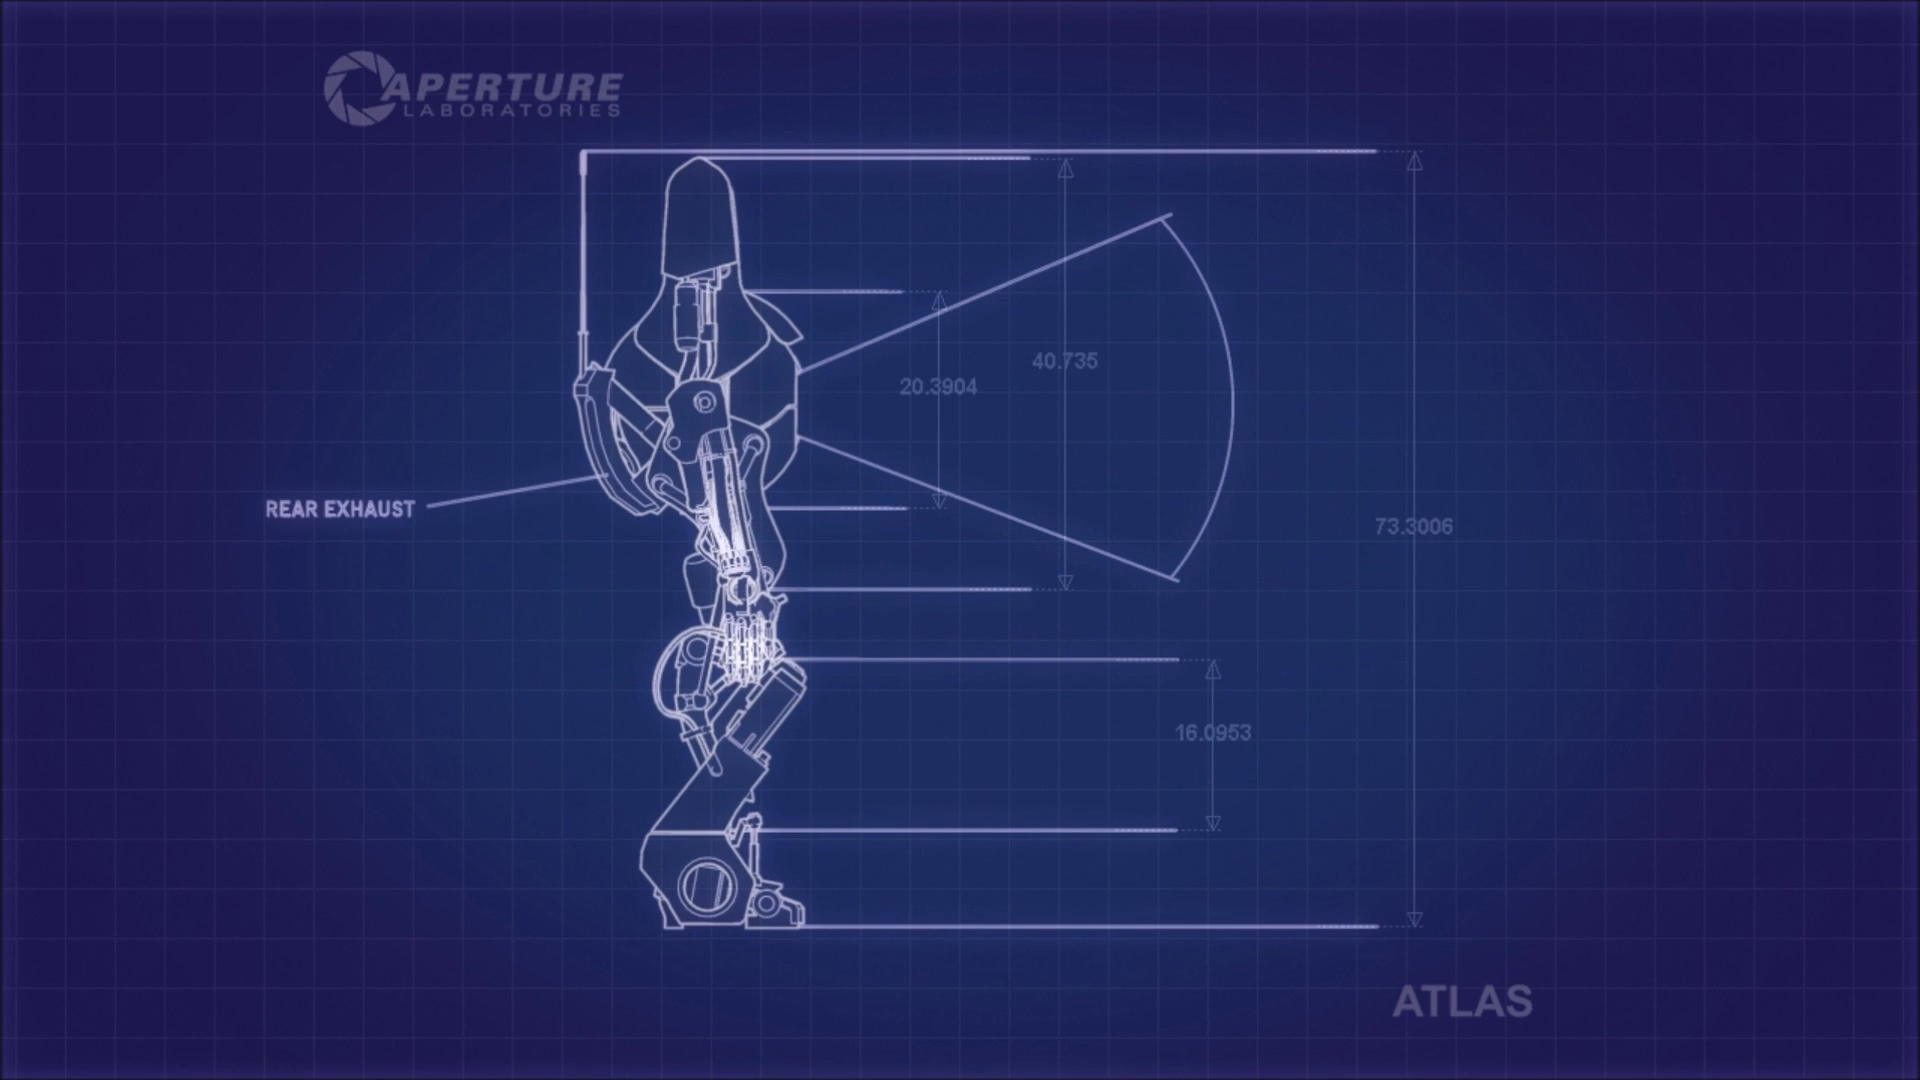 APERTURE
LABORATORIES
40.735
20.3904
REAR EXHAUST
73.3006
16.0953
ATLAS